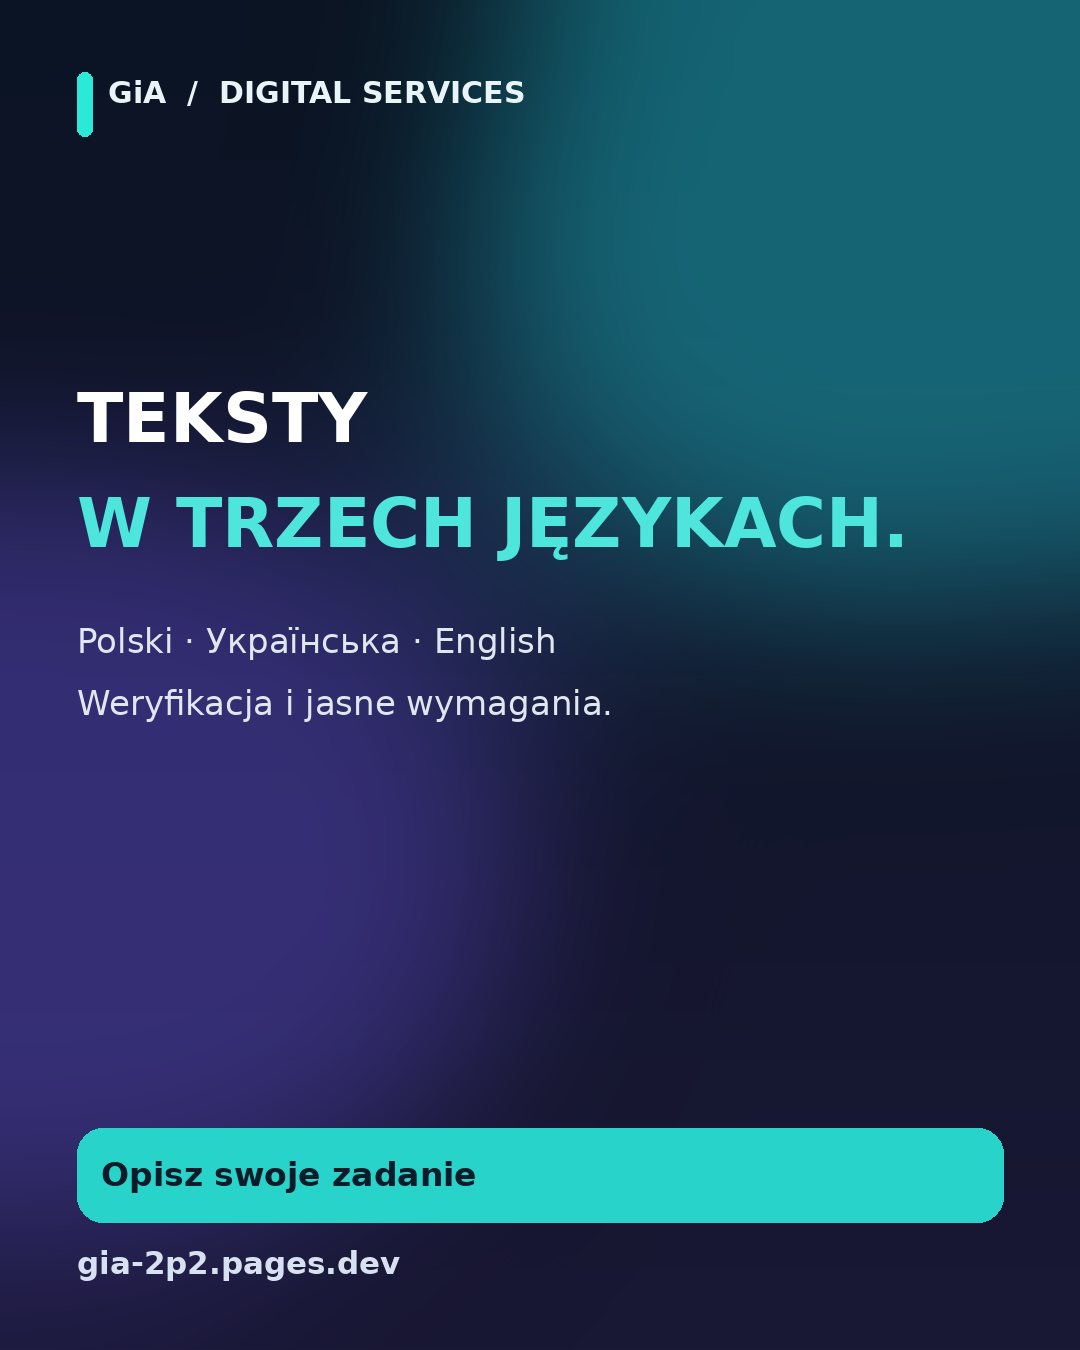 GiA / DIGITAL SERVICES
TEKSTY
W TRZECH JĘZYKACH.
Polski · Українська · English
Weryfikacja i jasne wymagania.
Opisz swoje zadanie
gia-2p2.pages.dev